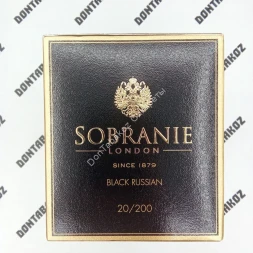 SOBRANIE
LONDON
SINCE 1879
BLACK RUSSIAN
20/200